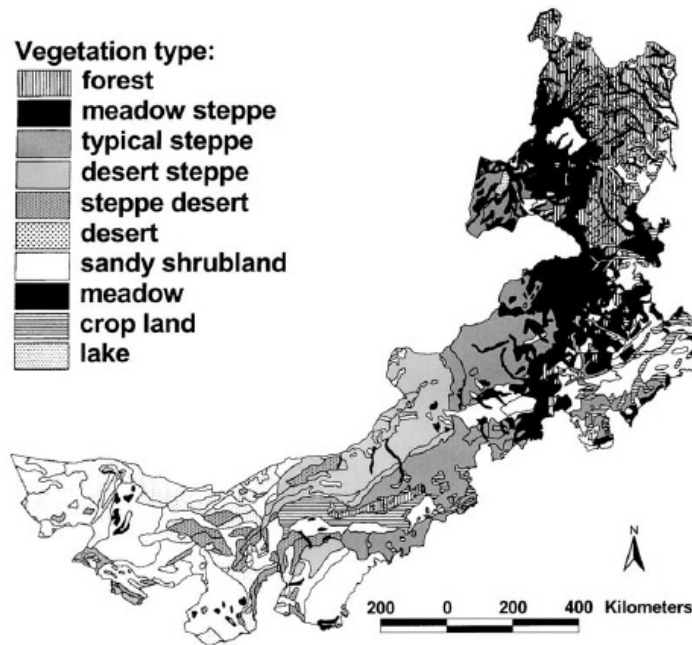 Vegetation type:
forest
meadow steppe
typical steppe
desert steppe
steppe desert
desert
sandy shrubland
meadow
crop land
lake
N
200 0 200 400 Kilometers